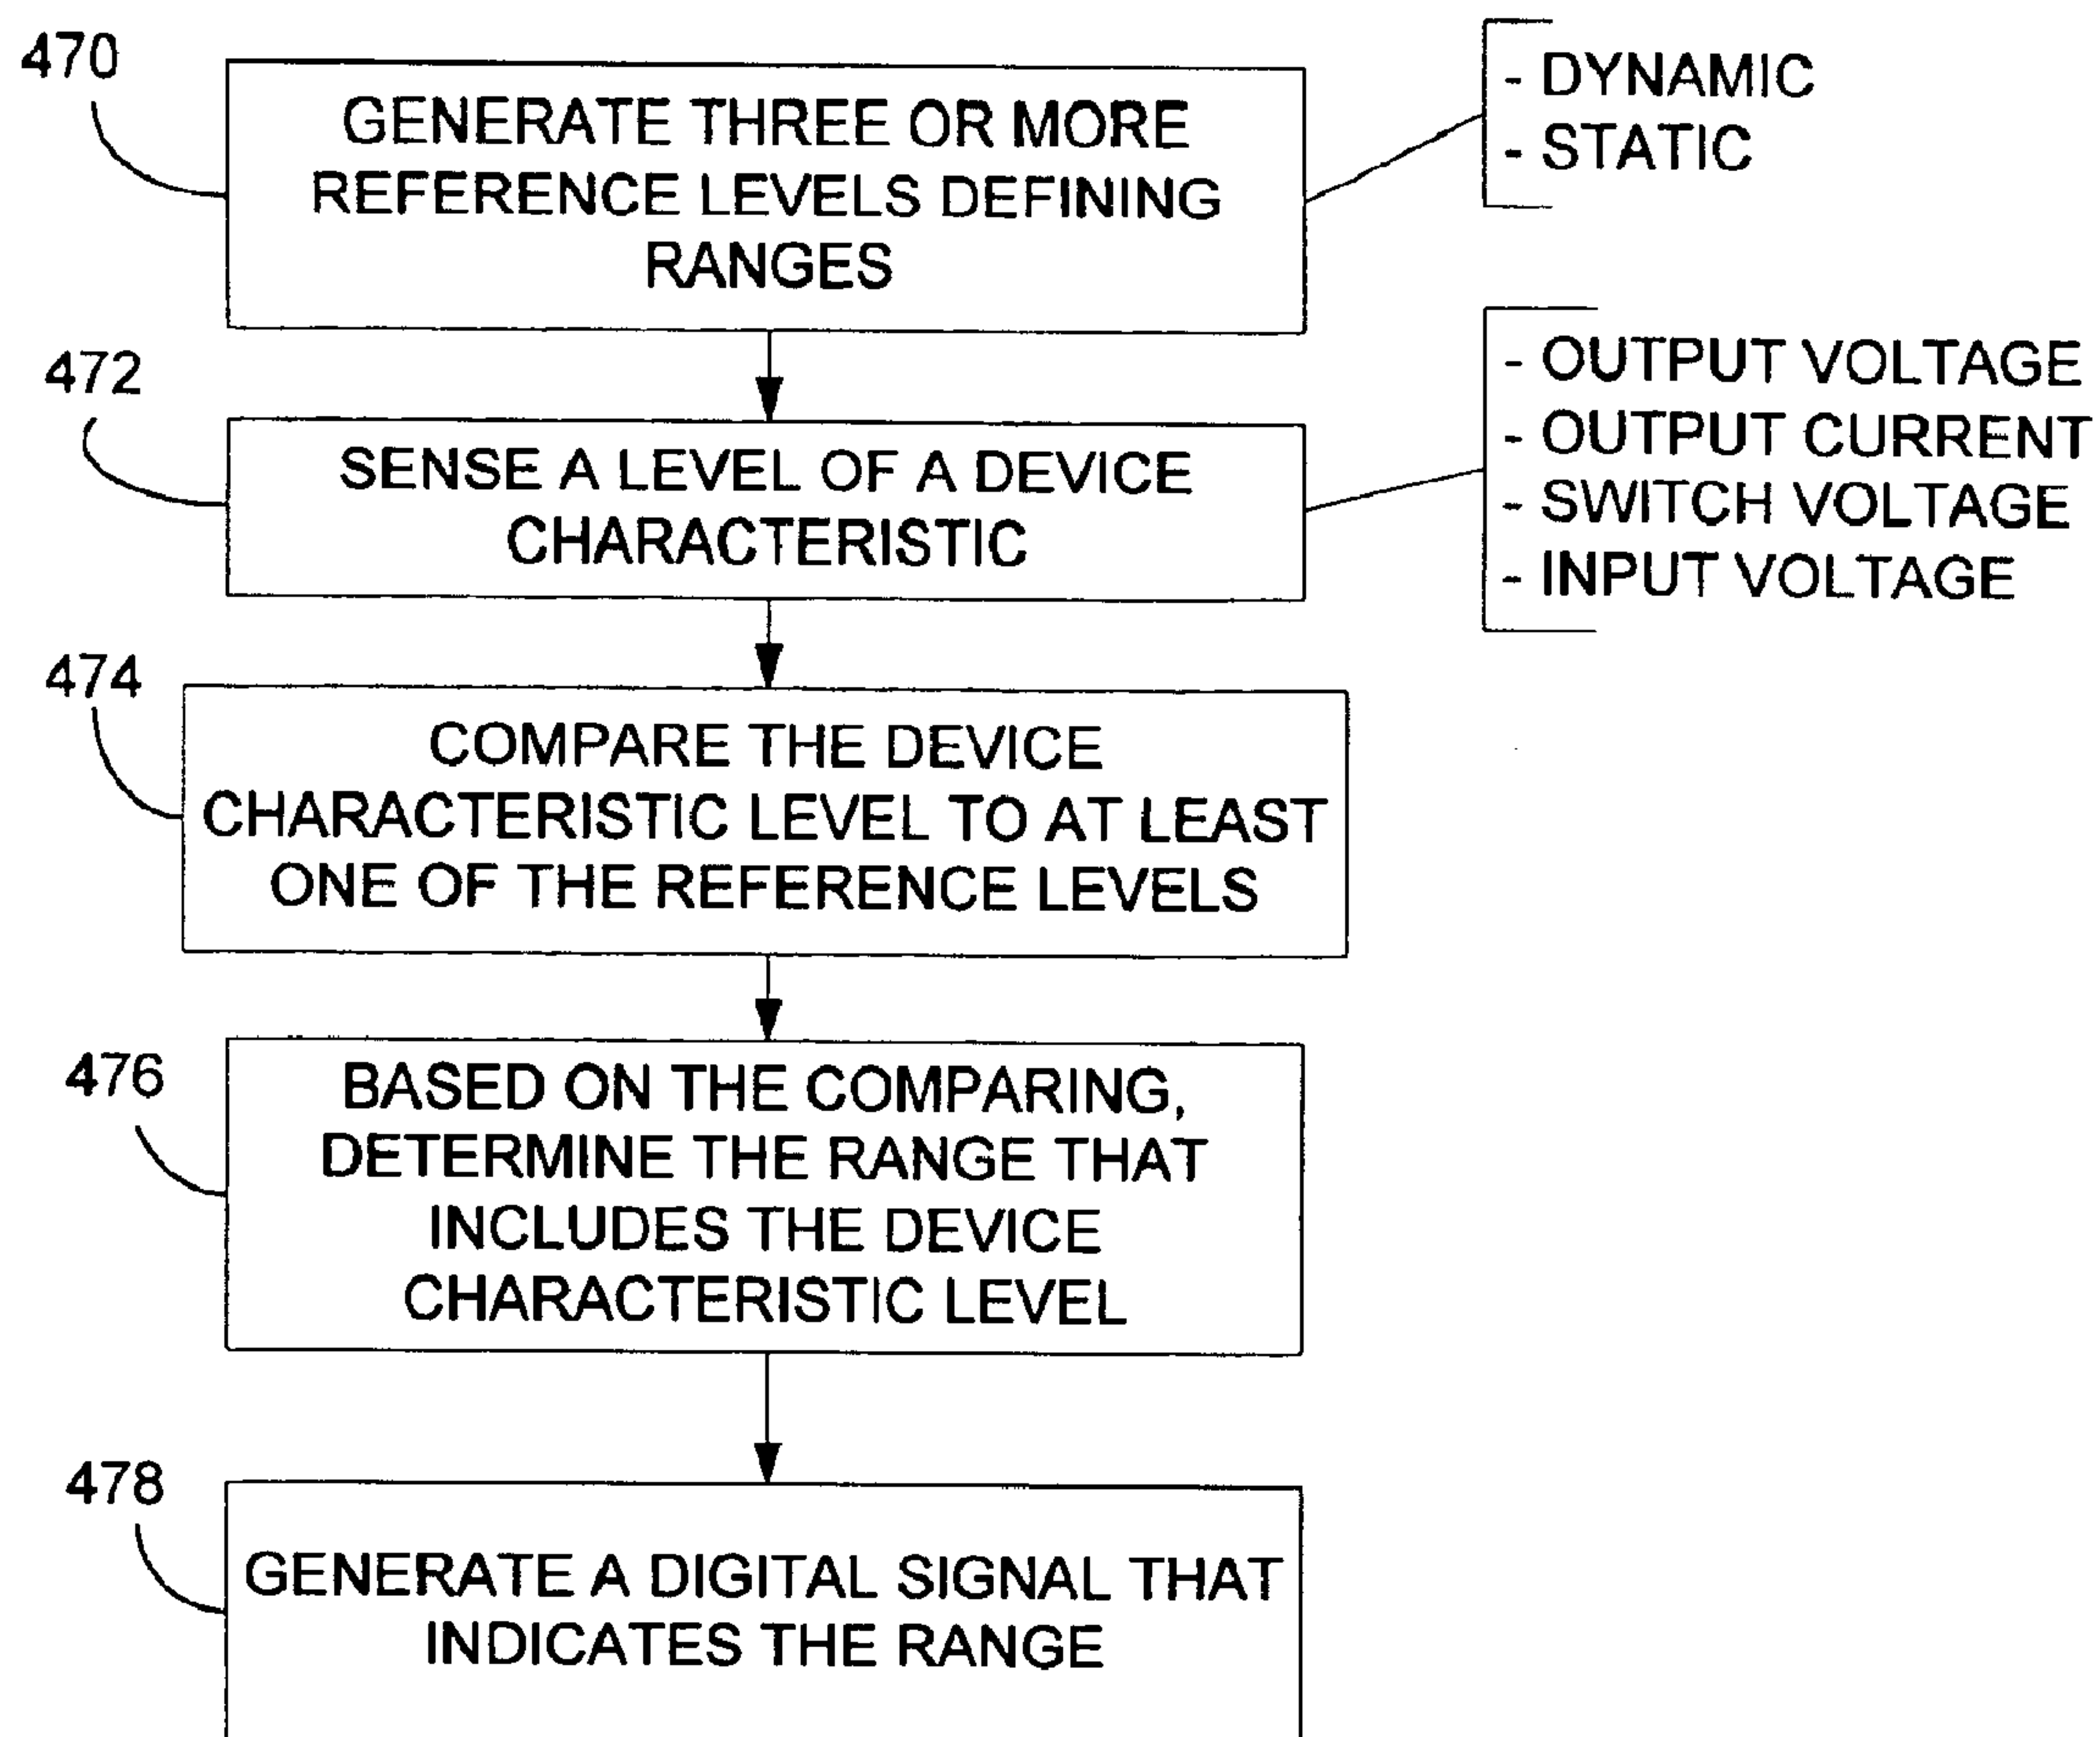 470
GENERATE THREE OR MORE
REFERENCE LEVELS DEFINING
RANGES
- DYNAMIC
- STATIC
472
SENSE A LEVEL OF A DEVICE
CHARACTERISTIC
- OUTPUT VOLTAGE
- OUTPUT CURRENT
- SWITCH VOLTAGE
- INPUT VOLTAGE
474
COMPARE THE DEVICE
CHARACTERISTIC LEVEL TO AT LEAST
ONE OF THE REFERENCE LEVELS
476
BASED ON THE COMPARING,
DETERMINE THE RANGE THAT
INCLUDES THE DEVICE
CHARACTERISTIC LEVEL
478
GENERATE A DIGITAL SIGNAL THAT
INDICATES THE RANGE